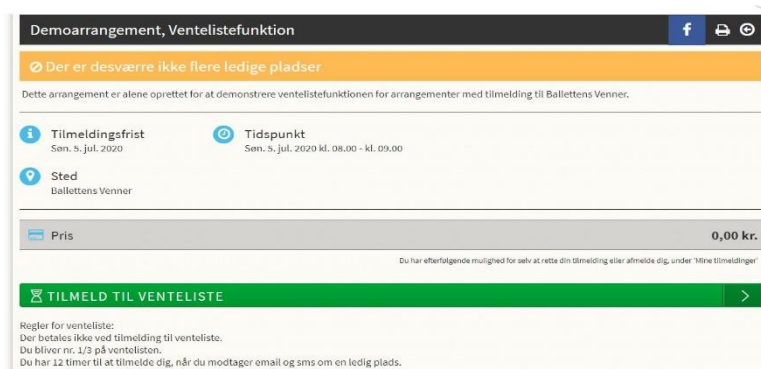 Demoarrangement, Ventelistefunktion
Der er desværre ikke flere ledige pladser
Dette arrangement er alene oprettet for at demonstrere ventelistefunktionen for arrangementer med tilmelding til Ballettens Venner.
Tilmeldingsfrist
Søn. 5. jul. 2020
Tidspunkt
Søn. 5. jul. 2020 kl. 08.00 - kl. 09.00
Sted
Ballettens Venner
Pris 0,00 kr.
Du har efterfølgende mulighed for selv at rette din tilmelding eller afmelde dig, under 'Mine tilmeldinger'
TILMELD TIL VENTELISTE
Regler for venteliste:
Der betales ikke ved tilmelding til venteliste.
Du bliver nr. 1/3 på ventelisten.
Du har 12 timer til at tilmelde dig, når du modtager email og sms om en ledig plads.